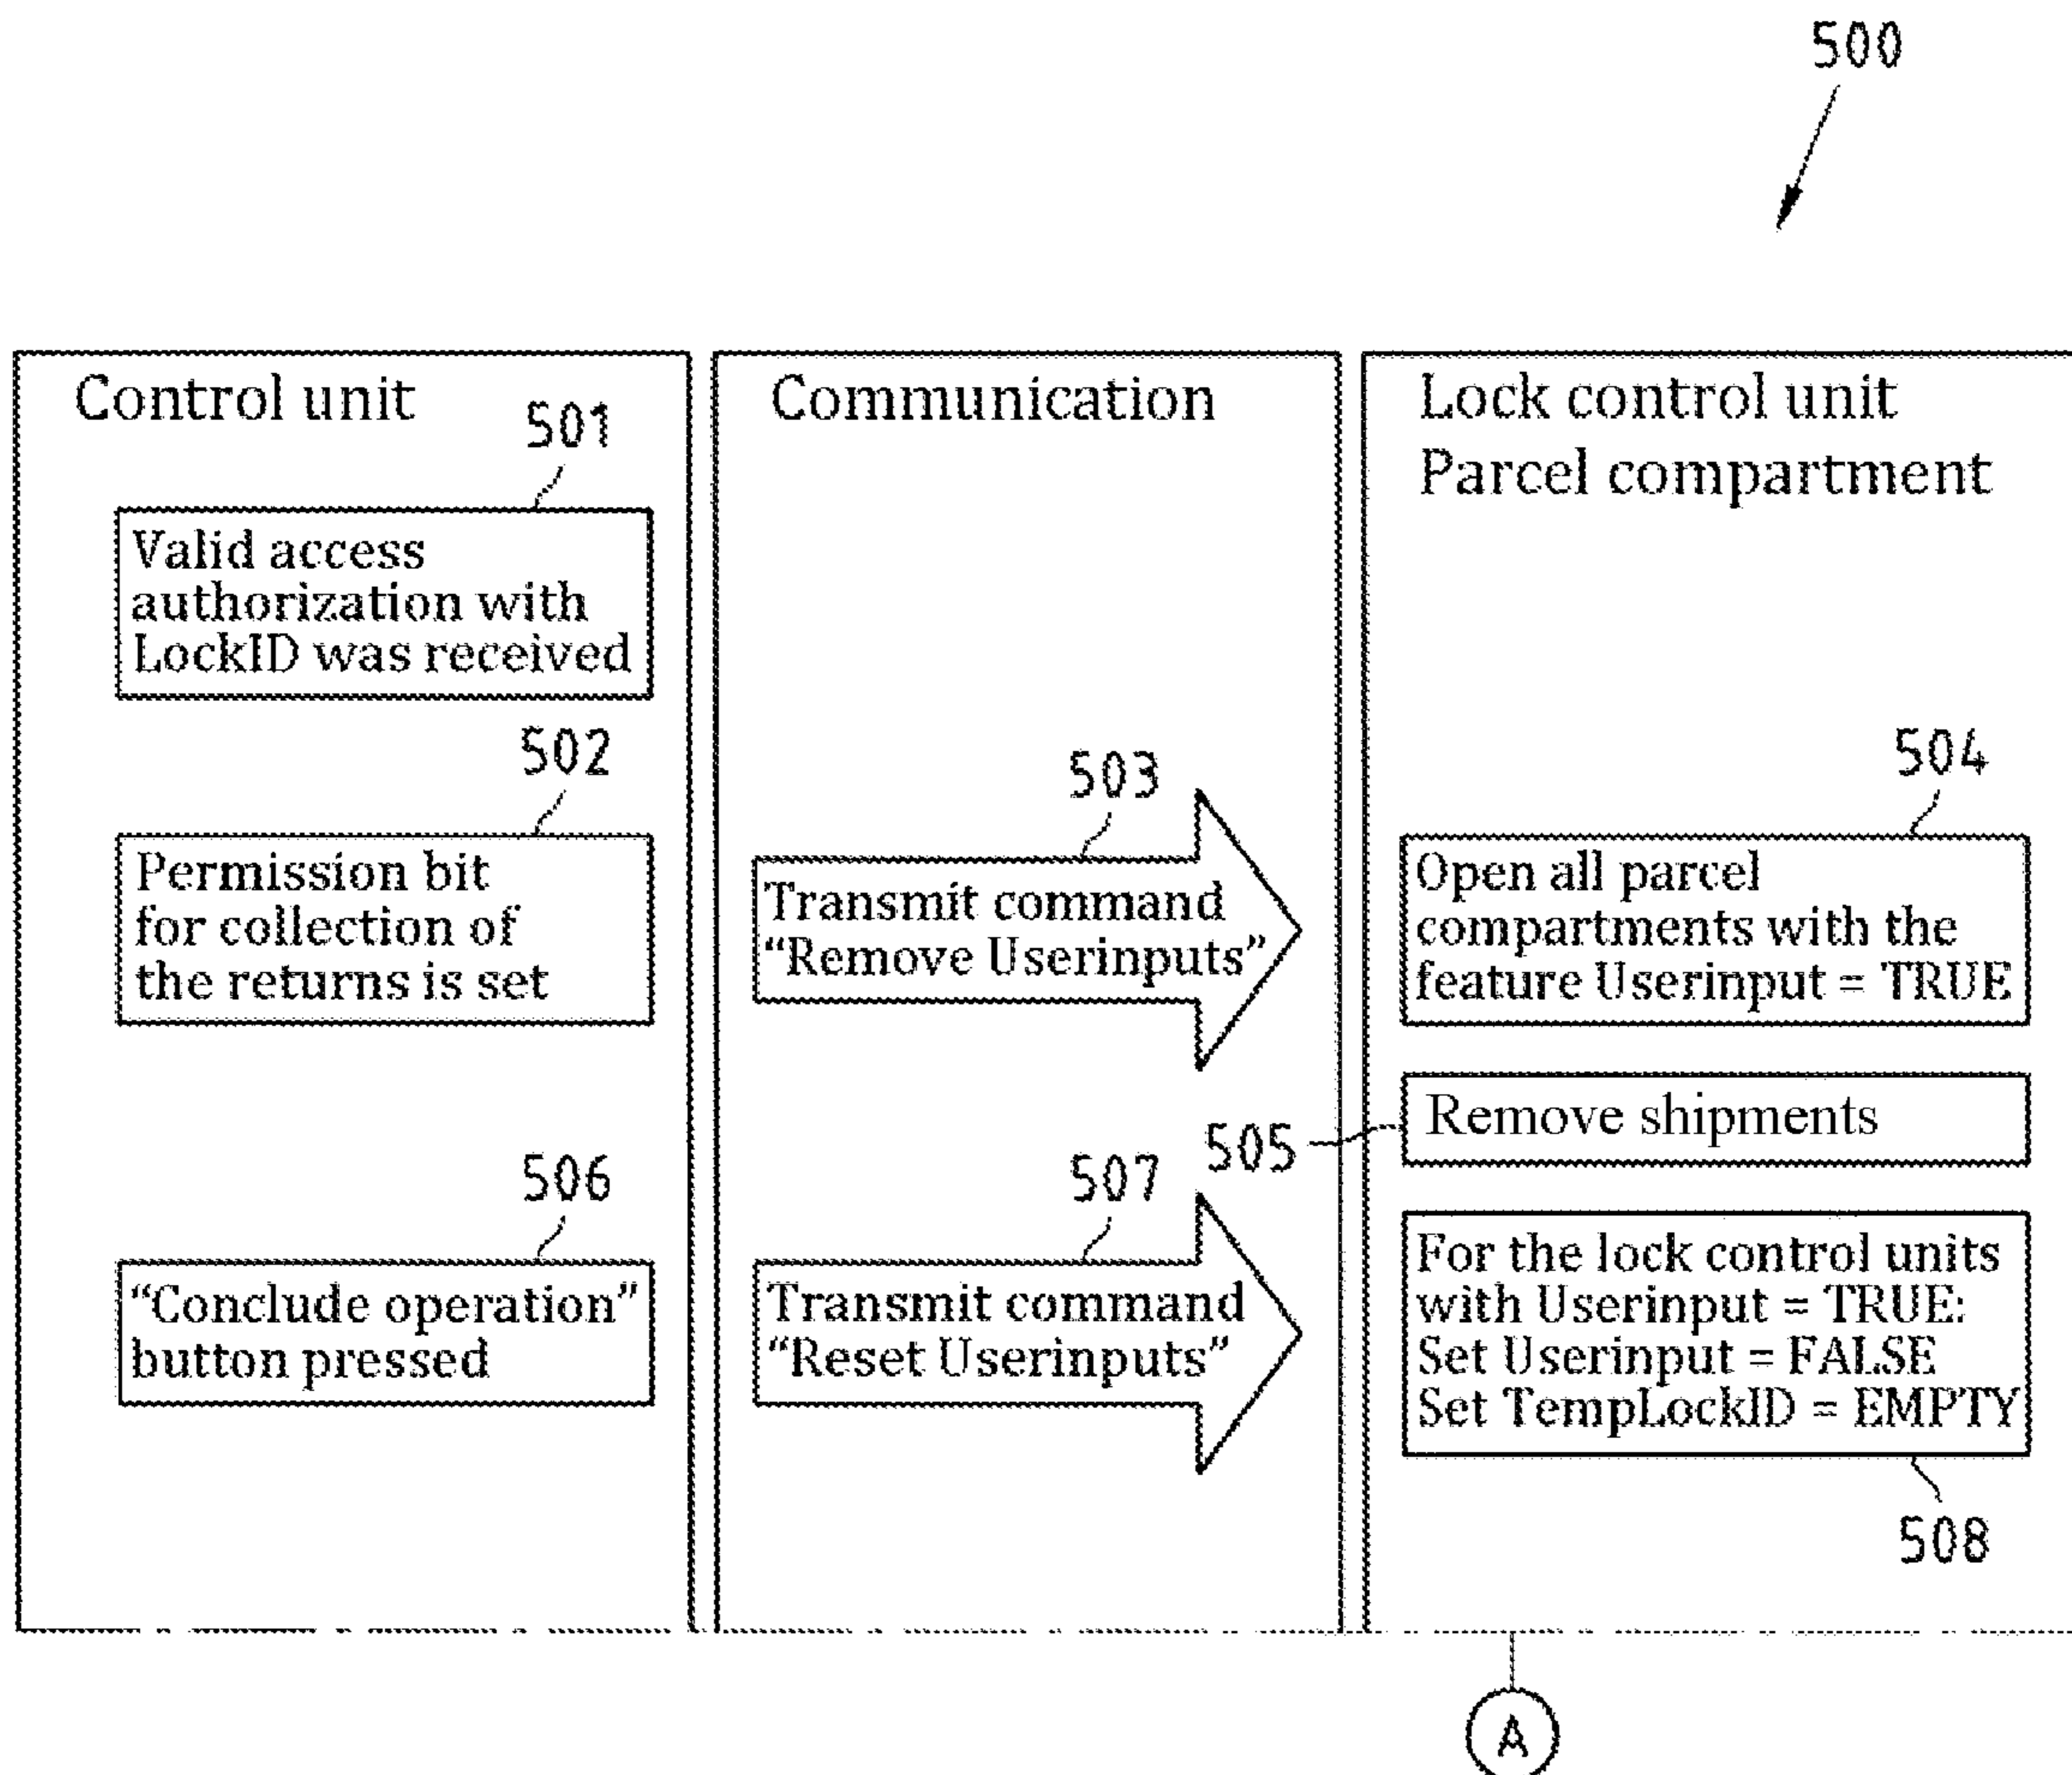 500
Control unit
501
Valid access
authorization with
LockID was received
502
Permission bit
for collection of
the returns is set
506
“Conclude operation”
button pressed
Communication
503
Transmit command
“Remove Userinputs”
507
Transmit command
“Reset Userinputs”
Lock control unit
Parcel compartment
504
Open all parcel
compartments with the
feature Userinput = TRUE
505
Remove shipments
For the lock control units
with Userinput = TRUE:
Set Userinput = FALSE
Set TempLockID = EMPTY
508
A